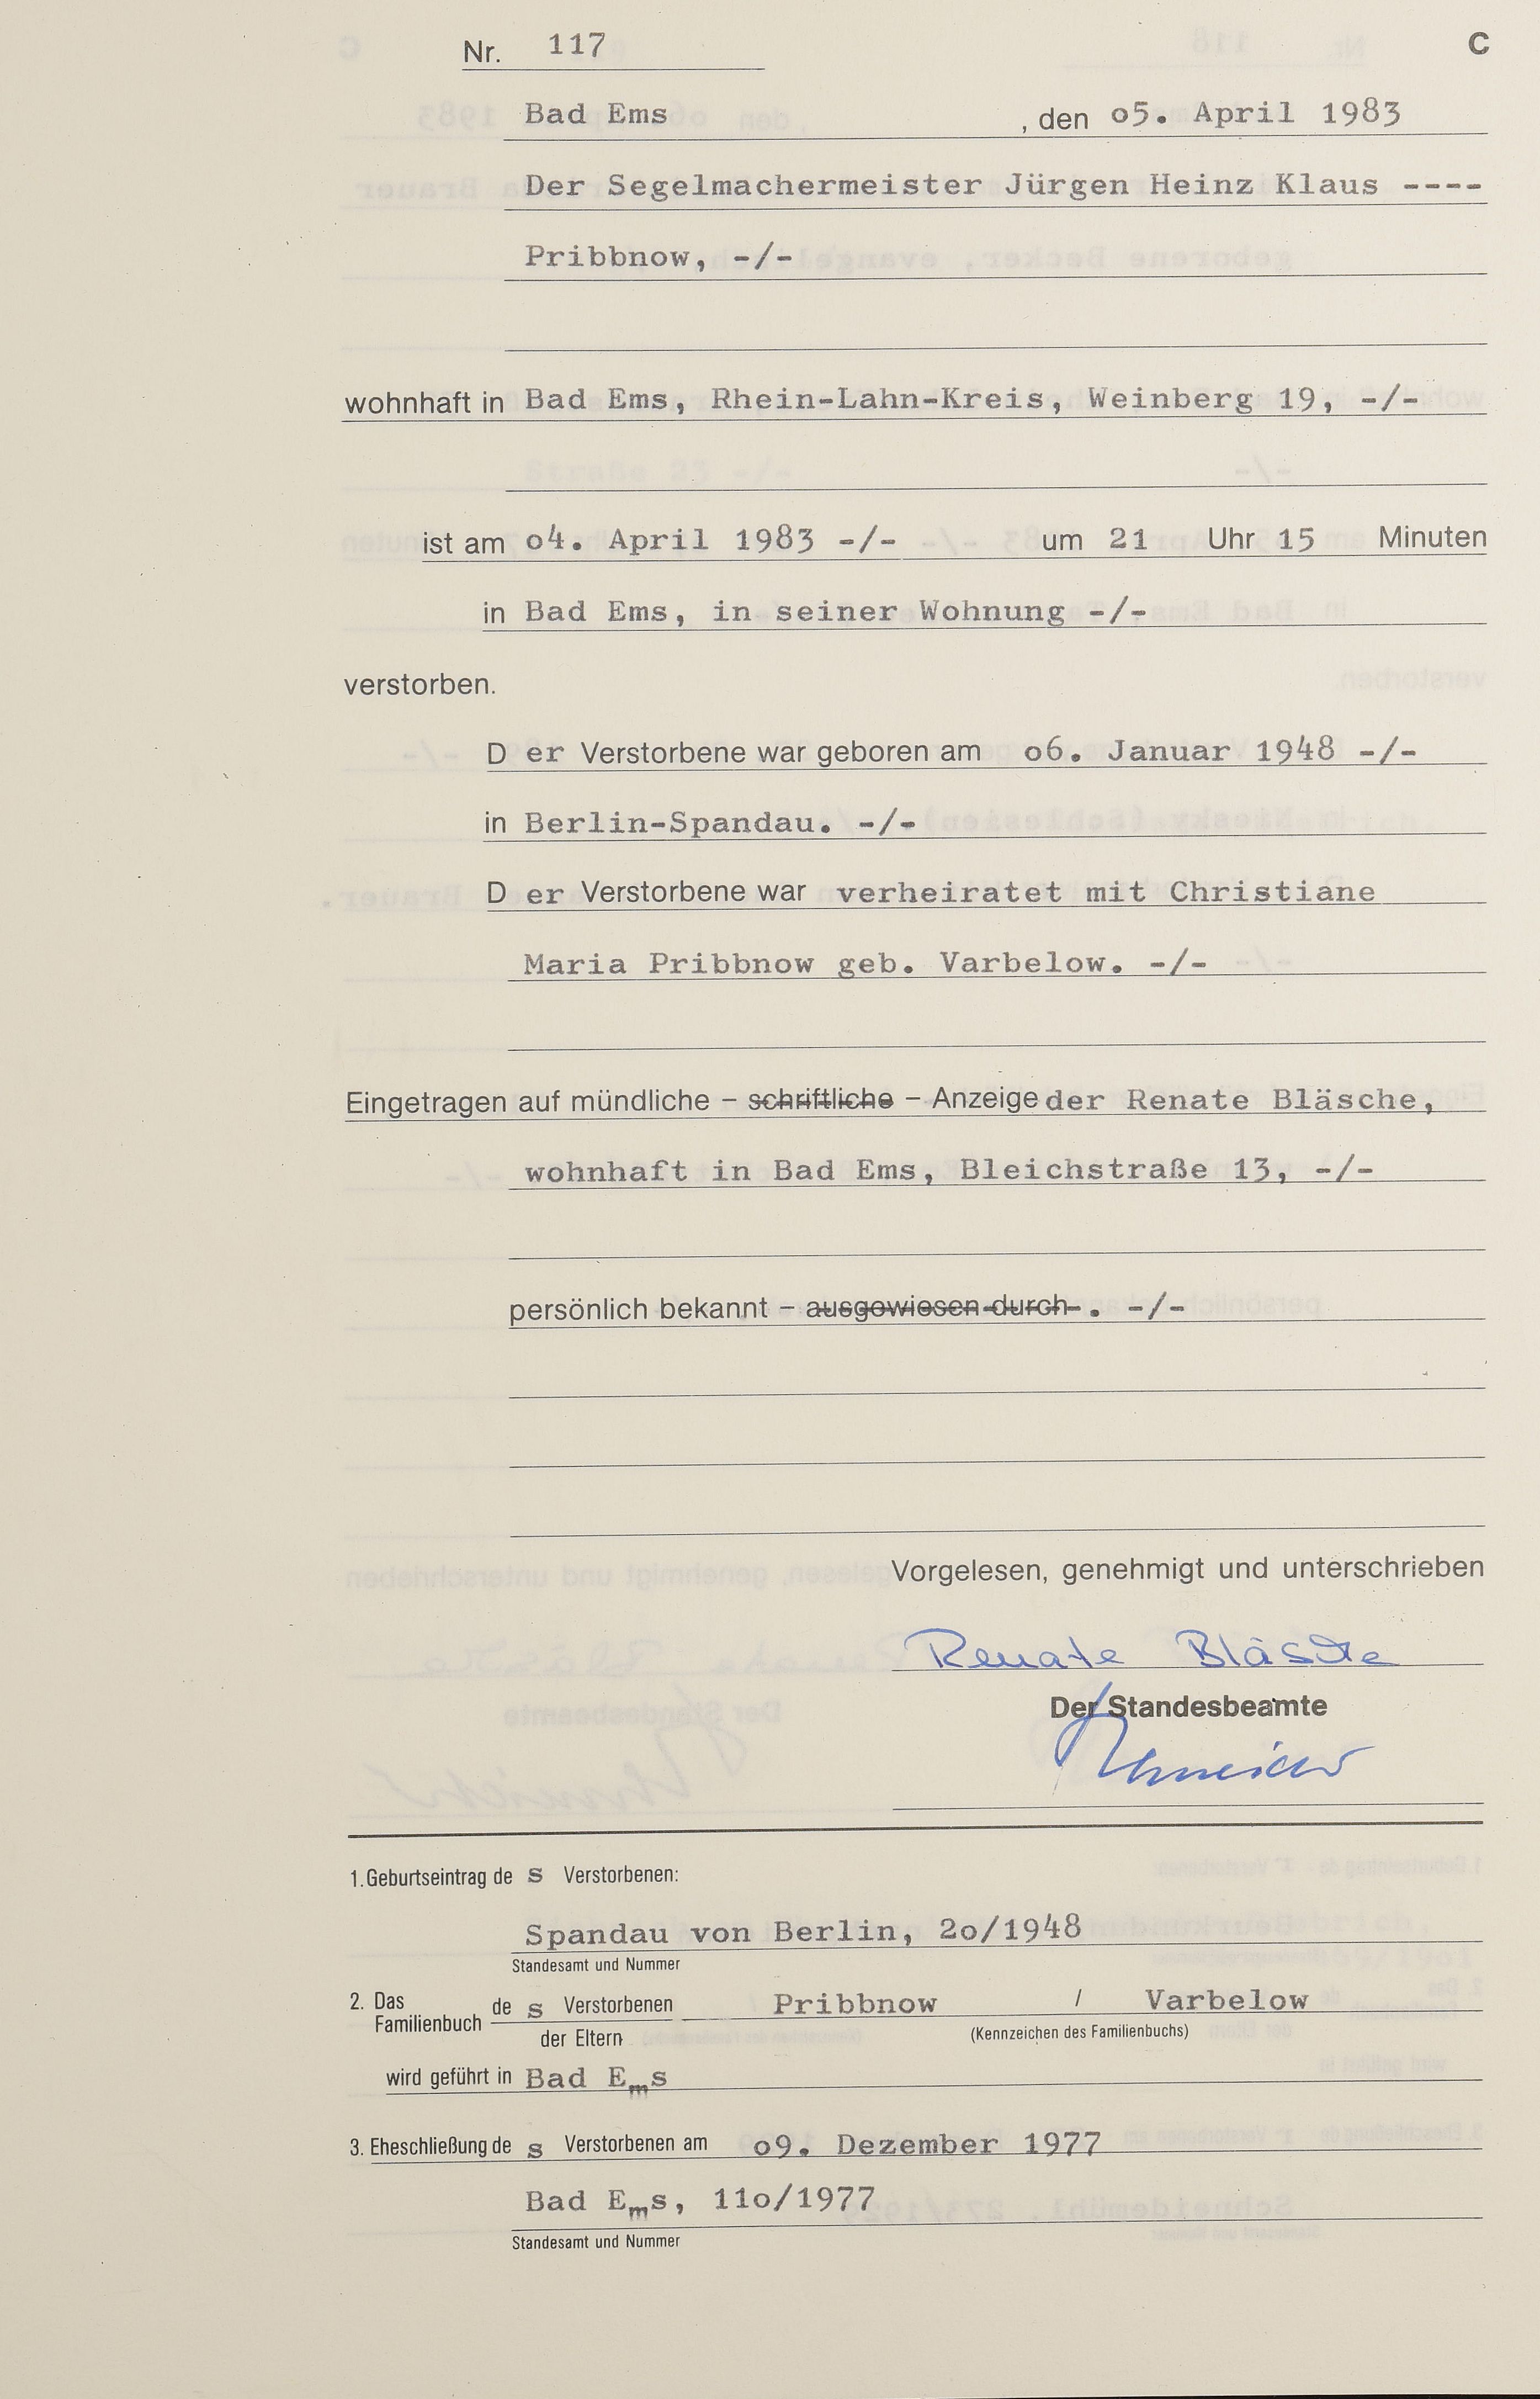 Nr. 117 C
Bad Ems , den o5. April 1983
Der Segelmachermeister Jürgen Heinz Klaus ----
Pribbnow, -/-
wohnhaft in Bad Ems, Rhein-Lahn-Kreis, Weinberg 19, -/-
ist am o4. April 1983 -/- um 21 Uhr 15 Minuten
in Bad Ems, in seiner Wohnung -/-
verstorben.
D er Verstorbene war geboren am o6. Januar 1948 -/-
in Berlin-Spandau. -/-
D er Verstorbene war verheiratet mit Christiane
Maria Pribbnow geb. Varbelow. -/-
Eingetragen auf mündliche – schriftliche – Anzeige der Renate Bläsche,
wohnhaft in Bad Ems, Bleichstraße 13, -/-
persönlich bekannt – ausgewiesen durch . -/-
Vorgelesen, genehmigt und unterschrieben
Renate Bläsche
Der Standesbeamte
1. Geburtseintrag de s Verstorbenen:
Spandau von Berlin, 2o/1948
Standesamt und Nummer
2. Das Familienbuch de s Verstorbenen Pribbnow / Varbelow
der Eltern (Kennzeichen des Familienbuchs)
wird geführt in Bad Ems
3. Eheschließung de s Verstorbenen am o9. Dezember 1977
Bad Ems, 11o/1977
Standesamt und Nummer